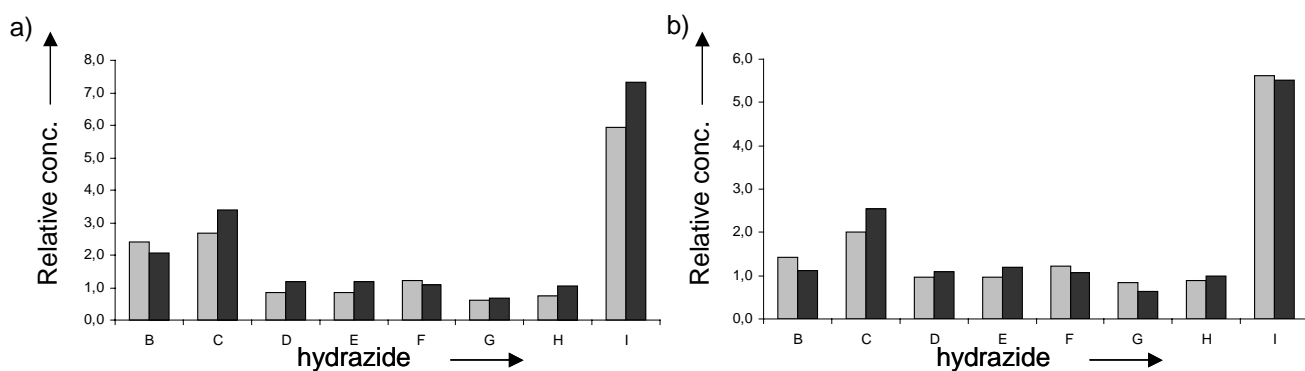 a)
Relative conc.
8,0
7,0
6,0
5,0
4,0
3,0
2,0
1,0
0,0
B C D E F G H I
hydrazide
b)
Relative conc.
6,0
5,0
4,0
3,0
2,0
1,0
0,0
B C D E F G H I
hydrazide